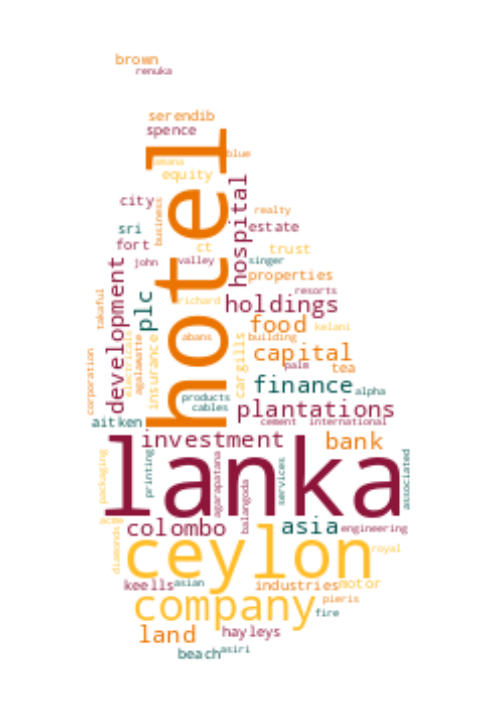 brown
renuka
serendib
spence
hotel
blue
amana
equity
hospital
city
business
realty
sri
estate
fort
ct
trust
john
valley
singer
development
properties
takaful
plc
resorts
richard
holdings
food
kelani
electricals
agalawatte
insurance
abans
building
cargills
capital
corporation
palm
tea
finance
alpha
products
cables
plantations
aitken
cement
international
investment
bank
lanka
packaging
printing
agarapatana
balangoda
services
associated
acme
colombo
asia
engineering
diamonds
ceylon
royal
keells
asian
industries
motor
company
pieris
fire
land
hayleys
beach
asiri